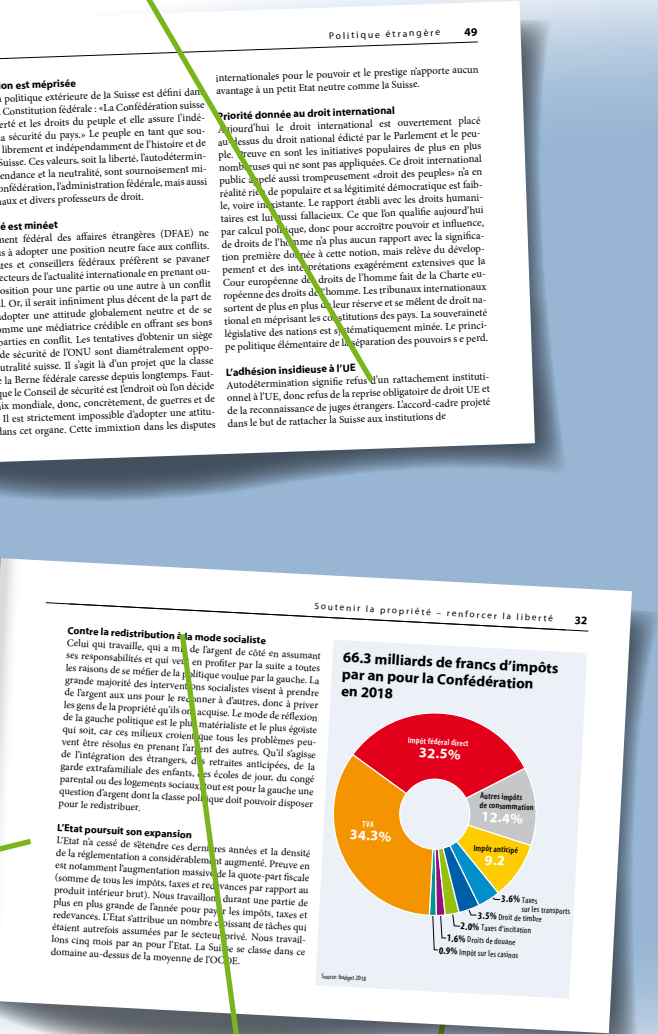 Politique étrangère 49
ion est méprisée
politique extérieure de la Suisse est défini dans
Constitution fédérale : «La Confédération suisse
erté et les droits du peuple et elle assure l'indé-
a sécurité du pays.» Le peuple en tant que sou-
librement et indépendamment de l'histoire et de
Suisse. Ces valeurs, soit la liberté, l'autodétermin-
pendance et la neutralité, sont sournoisement mi-
onfédération, l'administration fédérale, mais aussi
naux et divers professeurs de droit.
é est minéet
ment fédéral des affaires étrangères (DFAE) ne
s à adopter une position neutre face aux conflits.
tes et conseillers fédéraux préfèrent se pavaner
ecteurs de l'actualité internationale en prenant ou-
osition pour une partie ou une autre à un conflit
l. Or, il serait infiniment plus décent de la part de
dopter une attitude globalement neutre et de se
omme une médiatrice crédible en offrant ses bons
parties en conflit. Les tentatives d'obtenir un siège
de sécurité de l'ONU sont diamétralement oppo-
utralité suisse. Il s'agit là d'un projet que la classe
e la Berne fédérale caresse depuis longtemps. Faut-
que le Conseil de sécurité est l'endroit où l'on décide
ix mondiale, donc, concrètement, de guerres et de
Il est strictement impossible d'adopter une attitu-
dans cet organe. Cette immixtion dans les disputes
internationales pour le pouvoir et le prestige n'apporte aucun
avantage à un petit Etat neutre comme la Suisse.
Priorité donnée au droit international
Aujourd'hui le droit international est ouvertement placé
au-dessus du droit national édicté par le Parlement et le peu-
ple. Preuve en sont les initiatives populaires de plus en plus
nombreuses qui ne sont pas appliquées. Ce droit international
public appelé aussi trompeusement «droit des peuples» n'a en
réalité rien de populaire et sa légitimité démocratique est faib-
le, voire inexistante. Le rapport établi avec les droits humani-
taires est lui aussi fallacieux. Ce que l'on qualifie aujourd'hui
par calcul politique, donc pour accroître pouvoir et influence,
de droits de l'homme n'a plus aucun rapport avec la significa-
tion première donnée à cette notion, mais relève du dévelop-
pement et des interprétations exagérément extensives que la
Cour européenne des droits de l'homme fait de la Charte eu-
ropéenne des droits de l'homme. Les tribunaux internationaux
sortent de plus en plus de leur réserve et se mêlent de droit na-
tional en méprisant les constitutions des pays. La souveraineté
législative des nations est systématiquement minée. Le princi-
pe politique élémentaire de la séparation des pouvoirs s e perd.
L'adhésion insidieuse à l'UE
Autodétermination signifie refus d'un rattachement instituti-
onnel à l'UE, donc refus de la reprise obligatoire de droit UE et
de la reconnaissance de juges étrangers. L'accord-cadre projeté
dans le but de rattacher la Suisse aux institutions de
Soutenir la propriété – renforcer la liberté 32
Contre la redistribution à la mode socialiste
Celui qui travaille, qui a mis de l'argent de côté en assumant
ses responsabilités et qui veut en profiter par la suite a toutes
les raisons de se méfier de la politique voulue par la gauche. La
grande majorité des interventions socialistes visent à prendre
de l'argent aux uns pour le redonner à d'autres, donc à priver
les gens de la propriété qu'ils ont acquise. Le mode de réflexion
de la gauche politique est le plus matérialiste et le plus égoïste
qui soit, car ces milieux croient que tous les problèmes peu-
vent être résolus en prenant l'argent des autres. Qu'il s'agisse
de l'intégration des étrangers, des retraites anticipées, de la
garde extrafamiliale des enfants, des écoles de jour, du congé
parental ou des logements sociaux, tout est pour la gauche une
question d'argent dont la classe politique doit pouvoir disposer
pour le redistribuer.
L'Etat poursuit son expansion
L'Etat n'a cessé de s'étendre ces dernières années et la densité
de la réglementation a considérablement augmenté. Preuve en
est notamment l'augmentation massive de la quote-part fiscale
(somme de tous les impôts, taxes et redevances par rapport au
produit intérieur brut). Nous travaillons durant une partie de
plus en plus grande de l'année pour payer les impôts, taxes et
redevances. L'Etat s'attribue un nombre croissant de tâches qui
étaient autrefois assumées par le secteur privé. Nous travail-
lons cinq mois par an pour l'Etat. La Suisse se classe dans ce
domaine au-dessus de la moyenne de l'OCDE.
66.3 milliards de francs d'impôts
par an pour la Confédération
en 2018
Impôt fédéral direct
32.5%
Autres impôts
de consommation
12.4%
TVA
34.3%
Impôt anticipé
9.2
3.6% Taxes
sur les transports
3.5% Droit de timbre
2.0% Taxes d'incitation
1.6% Droits de douane
0.9% Impôt sur les casinos
Source: budget 2018